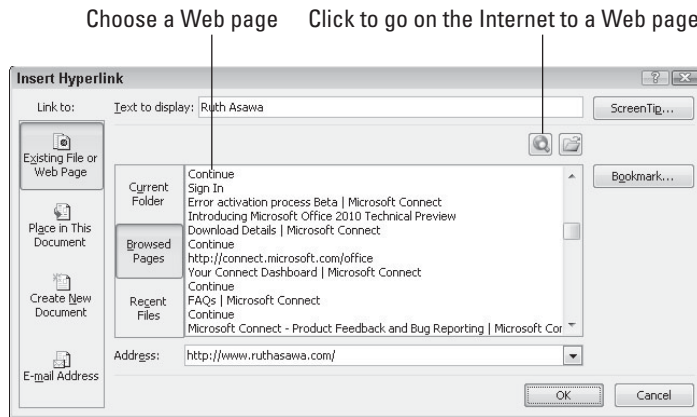 Choose a Web page Click to go on the Internet to a Web page
Insert Hyperlink
Link to: Text to display: Ruth Asawa ScreenTip...
Existing File or
Web Page
Place in This
Document
Create New
Document
E-mail Address
Current
Folder
Browsed
Pages
Recent
Files
Continue
Sign In
Error activation process Beta | Microsoft Connect
Introducing Microsoft Office 2010 Technical Preview
Download Details | Microsoft Connect
Continue
http://connect.microsoft.com/office
Your Connect Dashboard | Microsoft Connect
Continue
FAQs | Microsoft Connect
Continue
Microsoft Connect - Product Feedback and Bug Reporting | Microsoft Cor
Bookmark...
Address: http://www.ruthasawa.com/
OK Cancel